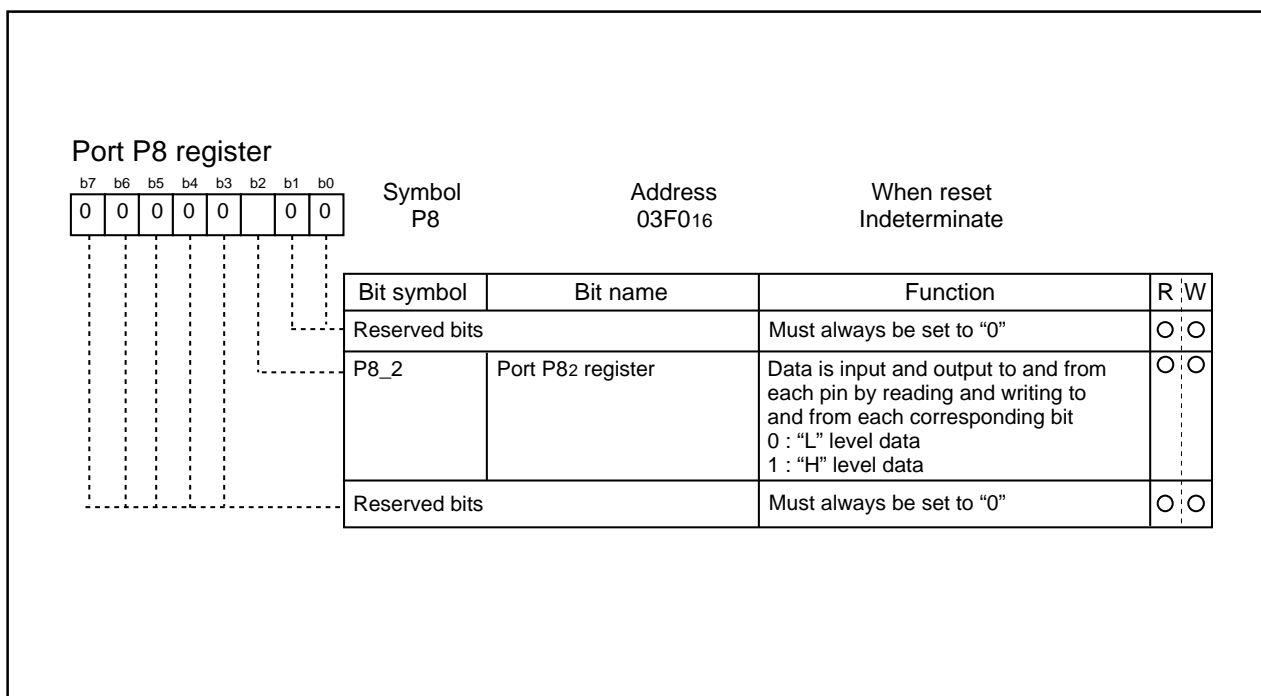 Port P8 register
b7 b6 b5 b4 b3 b2 b1 b0
0 0 0 0 0 0 0
Symbol Address When reset
P8 03F016 Indeterminate
Bit symbol Bit name Function R W
Reserved bits Must always be set to “0” O O
P8_2 Port P82 register Data is input and output to and from O O
each pin by reading and writing to
and from each corresponding bit
0 : “L” level data
1 : “H” level data
Reserved bits Must always be set to “0” O O